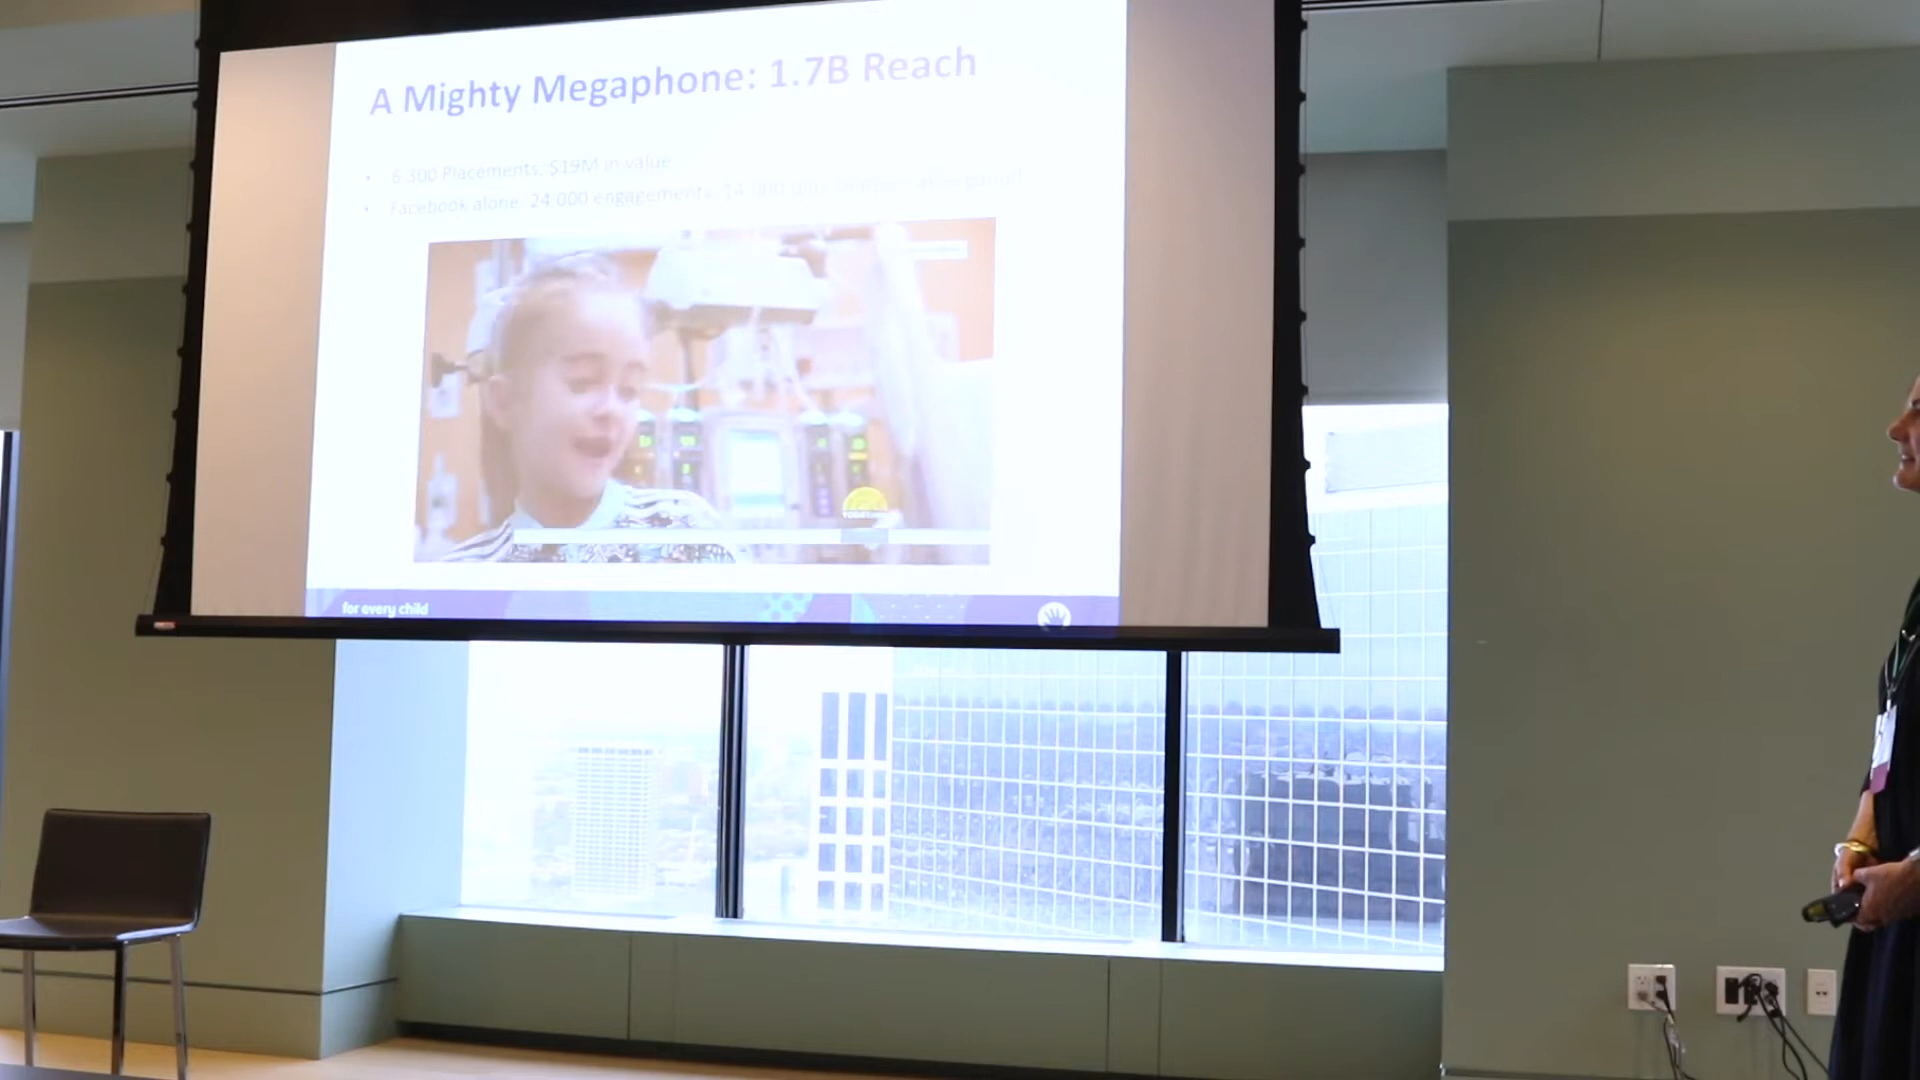 A Mighty Megaphone: 1.7B Reach
• 6,300 Placements, $19M in value
• Facebook alone: 24,000 engagements,
TODAY
for every child